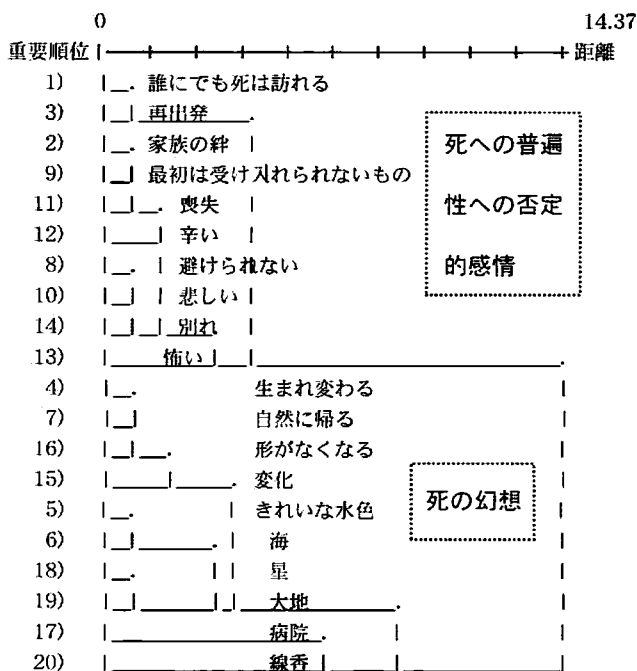 0 14.37
重要順位 距離
1) 誰にでも死は訪れる
3) 再出発
2) 家族の絆
9) 最初は受け入れられないもの
11) 喪失
12) 辛い
8) 避けられない
10) 悲しい
14) 別れ
13) 怖い
死への普遍
性への否定
的感情
4) 生まれ変わる
7) 自然に帰る
16) 形がなくなる
15) 変化
5) きれいな水色
6) 海
18) 星
19) 大地
17) 病院
20) 線香
死の幻想